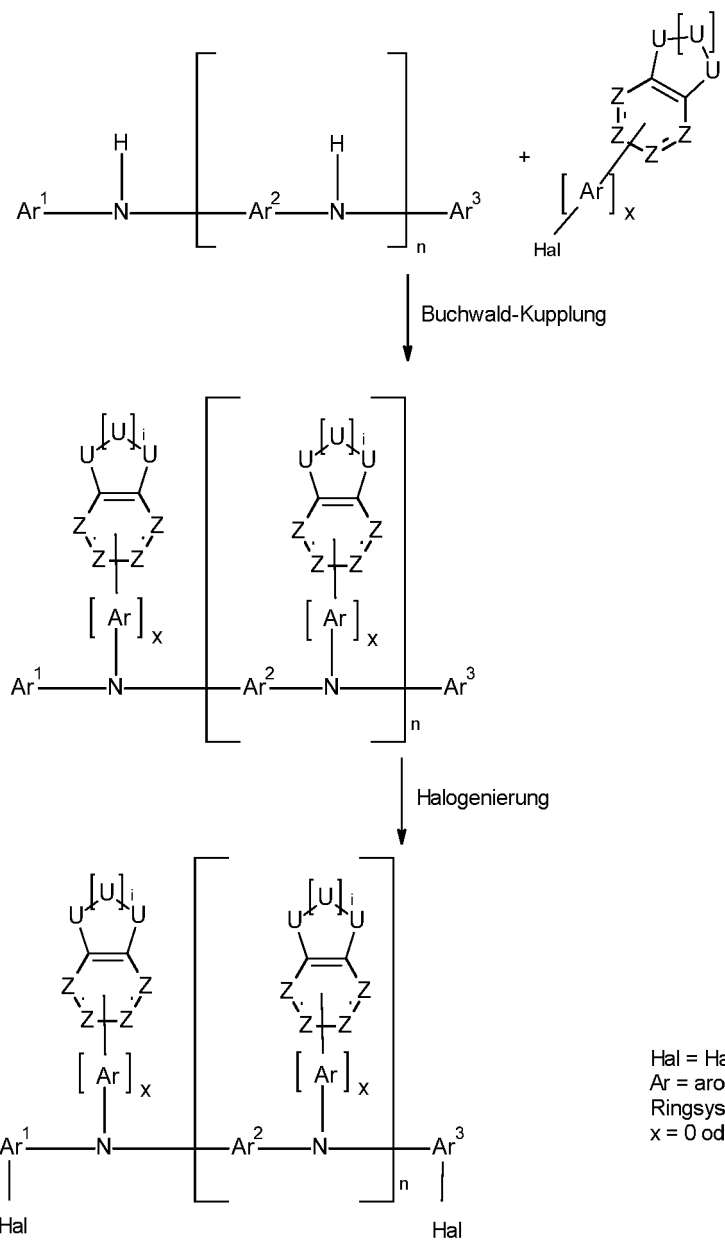 U [U] U
Z Z Z Z
[Ar]x
Hal
H H
Ar1 N [Ar2 N]n Ar3
+
Buchwald-Kupplung
U [U]i U U [U]i U
Z Z Z Z Z Z Z Z
[Ar]x [Ar]x
Ar1 N [Ar2 N]n Ar3
Halogenierung
U [U]i U U [U]i U
Z Z Z Z Z Z Z Z
[Ar]x [Ar]x
Ar1 N [Ar2 N]n Ar3
Hal Hal
Hal = Ha
Ar = aro
Ringsys
x = 0 od